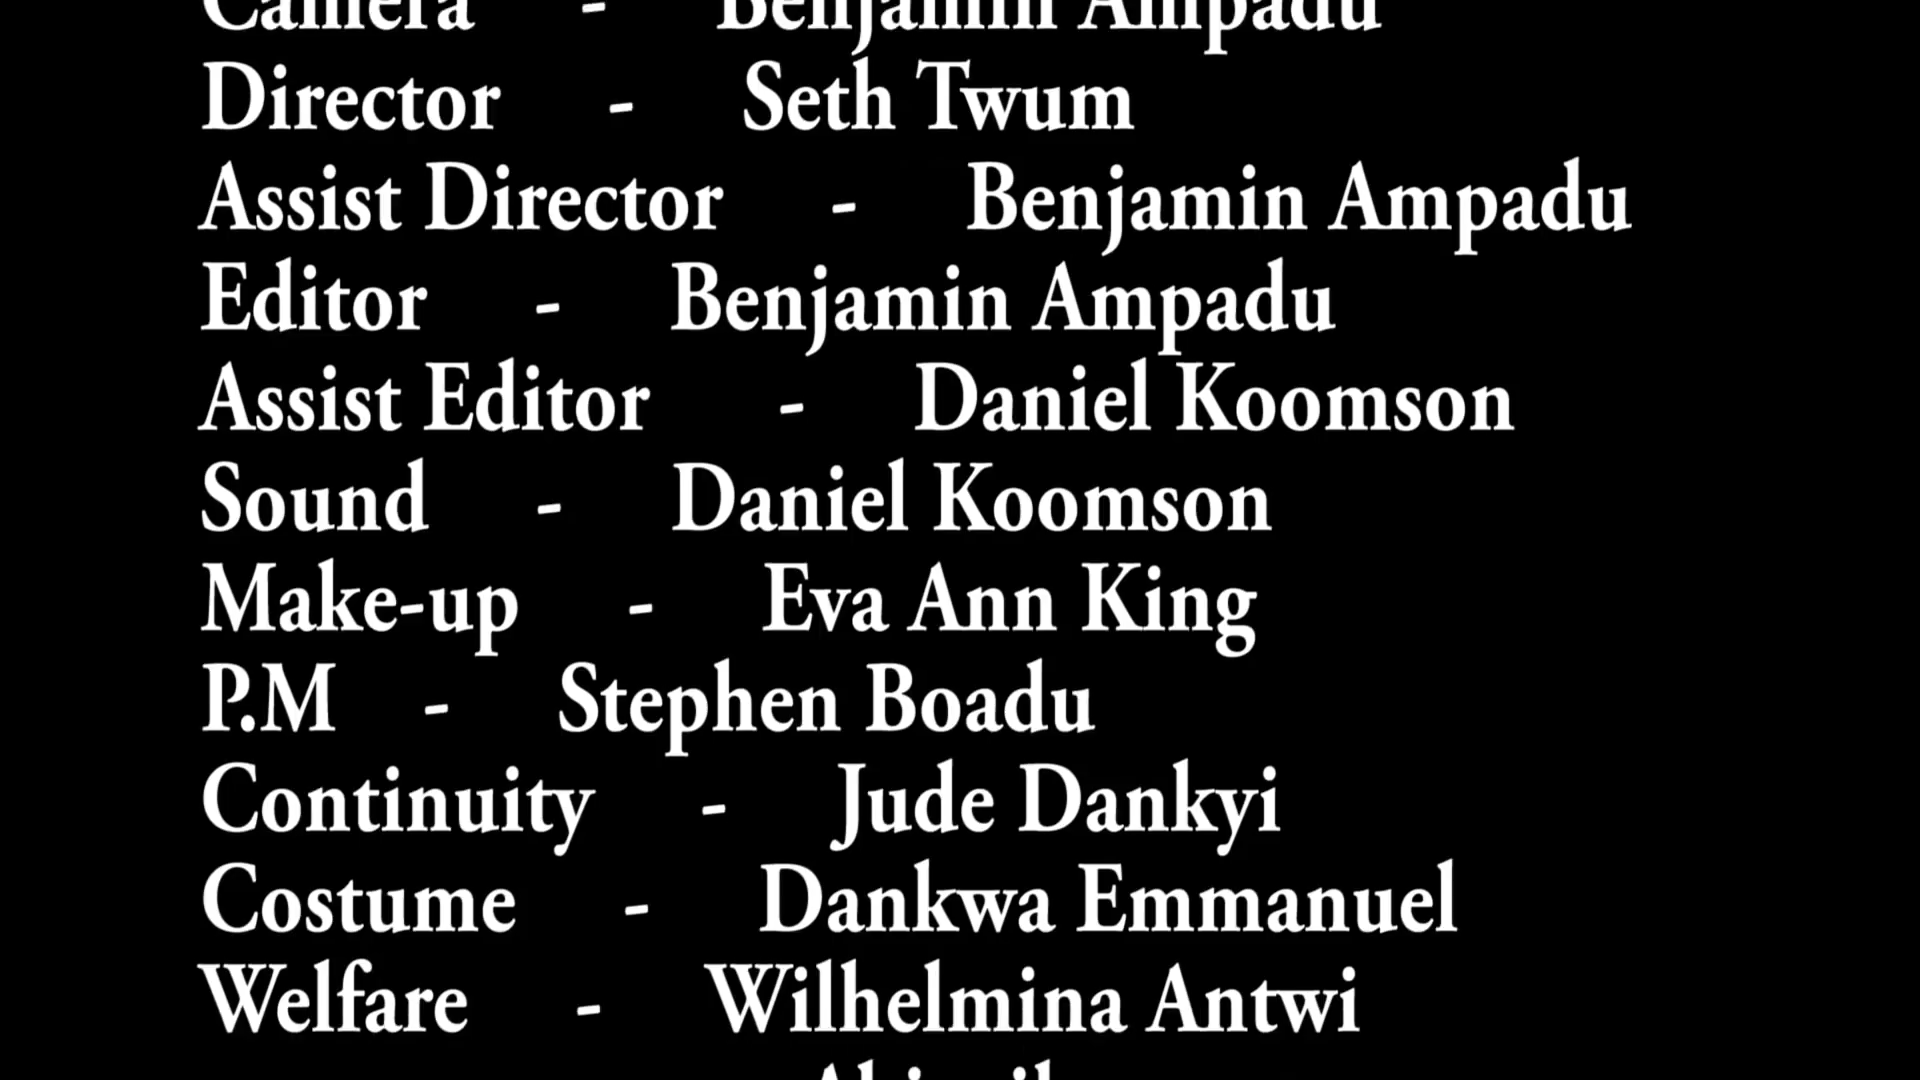 Camera - Benjamin Ampadu
Director - Seth Twum
Assist Director - Benjamin Ampadu
Editor - Benjamin Ampadu
Assist Editor - Daniel Koomson
Sound - Daniel Koomson
Make-up - Eva Ann King
P.M - Stephen Boadu
Continuity - Jude Dankyi
Costume - Dankwa Emmanuel
Welfare - Wilhelmina Antwi